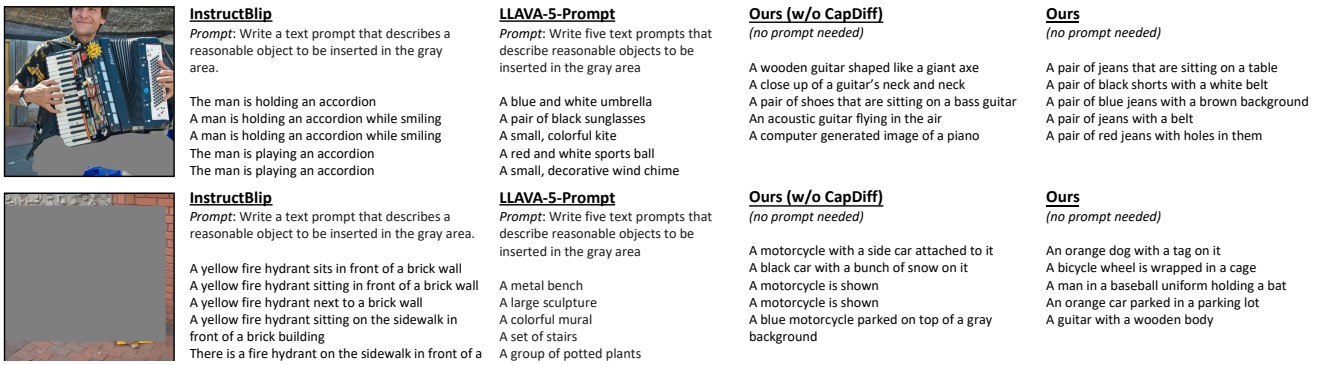 InstructBlip
Prompt: Write a text prompt that describes a
reasonable object to be inserted in the gray
area.
The man is holding an accordion
A man is holding an accordion while smiling
A man is holding an accordion while smiling
The man is playing an accordion
The man is playing an accordion
LLAVA-5-Prompt
Prompt: Write five text prompts that
describe reasonable objects to be
inserted in the gray area
A blue and white umbrella
A pair of black sunglasses
A small, colorful kite
A red and white sports ball
A small, decorative wind chime
Ours (w/o CapDiff)
(no prompt needed)
A wooden guitar shaped like a giant axe
A close up of a guitar’s neck and neck
A pair of shoes that are sitting on a bass guitar
An acoustic guitar flying in the air
A computer generated image of a piano
Ours
(no prompt needed)
A pair of jeans that are sitting on a table
A pair of black shorts with a white belt
A pair of blue jeans with a brown background
A pair of jeans with a belt
A pair of red jeans with holes in them
InstructBlip
Prompt: Write a text prompt that describes a
reasonable object to be inserted in the gray area.
A yellow fire hydrant sits in front of a brick wall
A yellow fire hydrant sitting in front of a brick wall
A yellow fire hydrant next to a brick wall
A yellow fire hydrant sitting on the sidewalk in
front of a brick building
There is a fire hydrant on the sidewalk in front of a
LLAVA-5-Prompt
Prompt: Write five text prompts that
describe reasonable objects to be
inserted in the gray area
A metal bench
A large sculpture
A colorful mural
A set of stairs
A group of potted plants
Ours (w/o CapDiff)
(no prompt needed)
A motorcycle with a side car attached to it
A black car with a bunch of snow on it
A motorcycle is shown
A motorcycle is shown
A blue motorcycle parked on top of a gray
background
Ours
(no prompt needed)
An orange dog with a tag on it
A bicycle wheel is wrapped in a cage
A man in a baseball uniform holding a bat
An orange car parked in a parking lot
A guitar with a wooden body